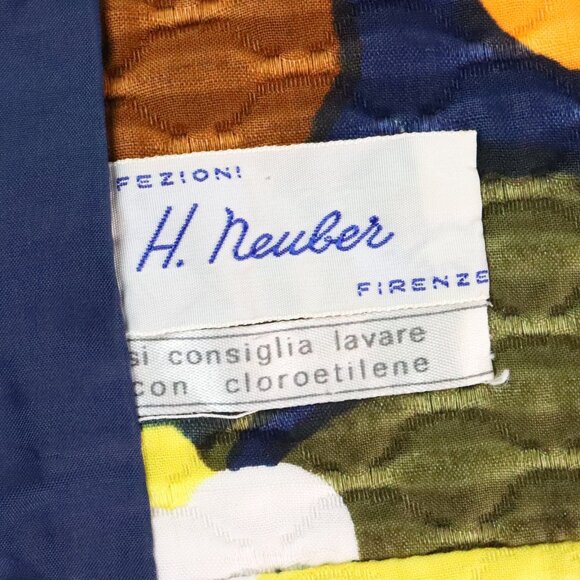 FEZIONI
H. Neuber
FIRENZE
si consiglia lavare
con cloroetilene